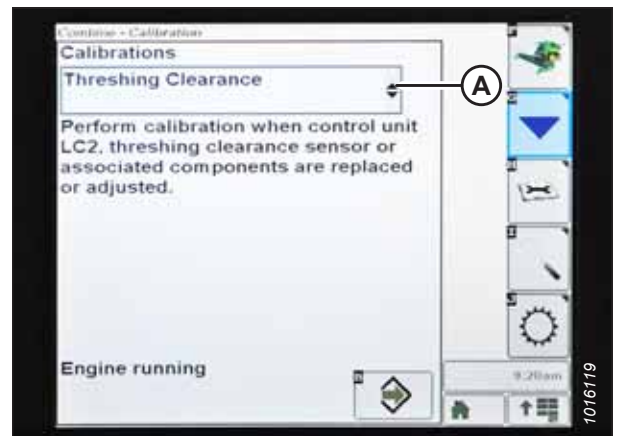 Combine - Calibration
Calibrations
Threshing Clearance
A
Perform calibration when control unit
LC2, threshing clearance sensor or
associated components are replaced
or adjusted.
Engine running
9:20am
1016119